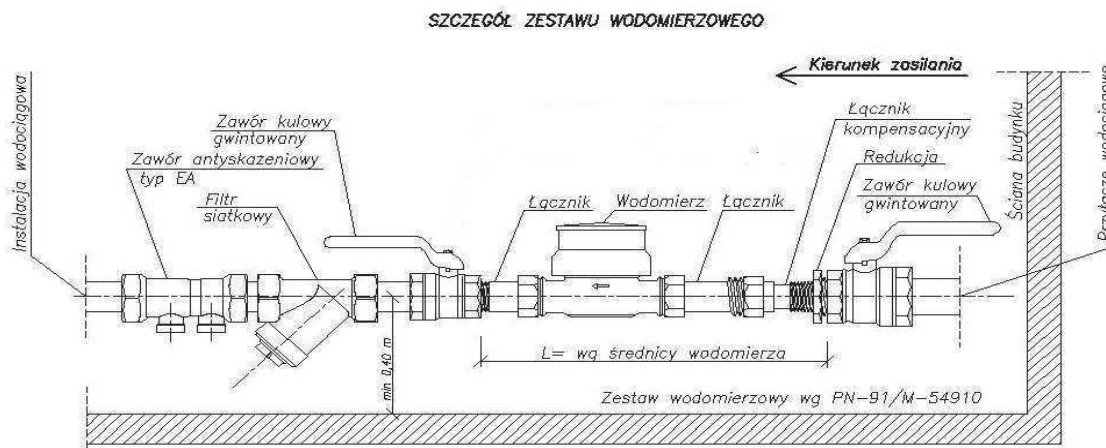 SZCZEGÓŁ ZESTAWU WODOMIERZOWEGO
Kierunek zasilania
Instalacja wodociągowa
Zawór kulowy
gwintowany
Zawór antyskażeniowy
typ EA
Filtr
siatkowy
Łącznik
Wodomierz
Łącznik
Łącznik
kompensacyjny
Redukcja
Zawór kulowy
gwintowany
Ściana budynku
Przyłącze wodociągowe
min 0,40 m
L= wg średnicy wodomierza
Zestaw wodomierzowy wg PN-91/M-54910